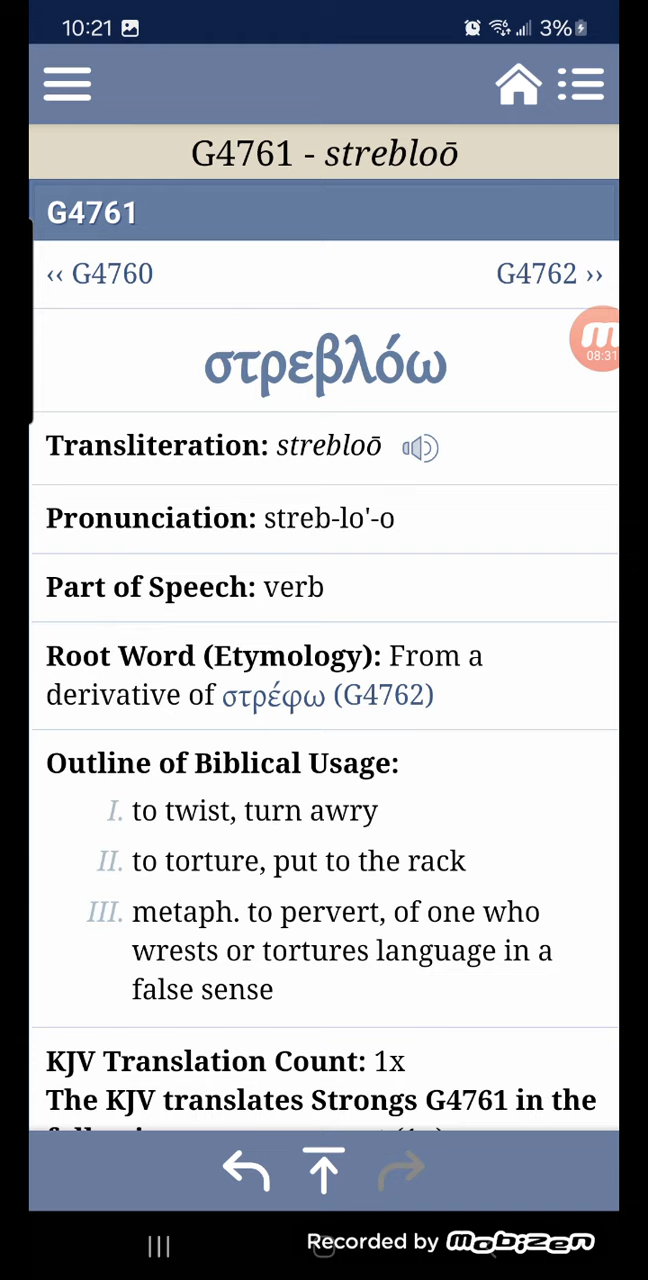 10:21 3%
G4761 - strebloō
G4761
‹‹ G4760 G4762 ››
στρεβλόω
08:31
Transliteration: strebloō
Pronunciation: streb-lo'-o
Part of Speech: verb
Root Word (Etymology): From a
derivative of στρέφω (G4762)
Outline of Biblical Usage:
I. to twist, turn awry
II. to torture, put to the rack
III. metaph. to pervert, of one who
wrests or tortures language in a
false sense
KJV Translation Count: 1x
The KJV translates Strongs G4761 in the
Recorded by mobizen